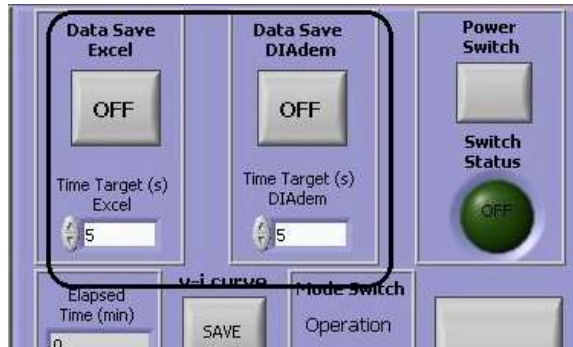 Data Save
Excel
OFF
Time Target (s)
Excel
5
Data Save
DIAdem
OFF
Time Target (s)
DIAdem
5
Power
Switch
Switch
Status
OFF
Elapsed
Time (min)
0
v-i curve
SAVE
Mode Switch
Operation